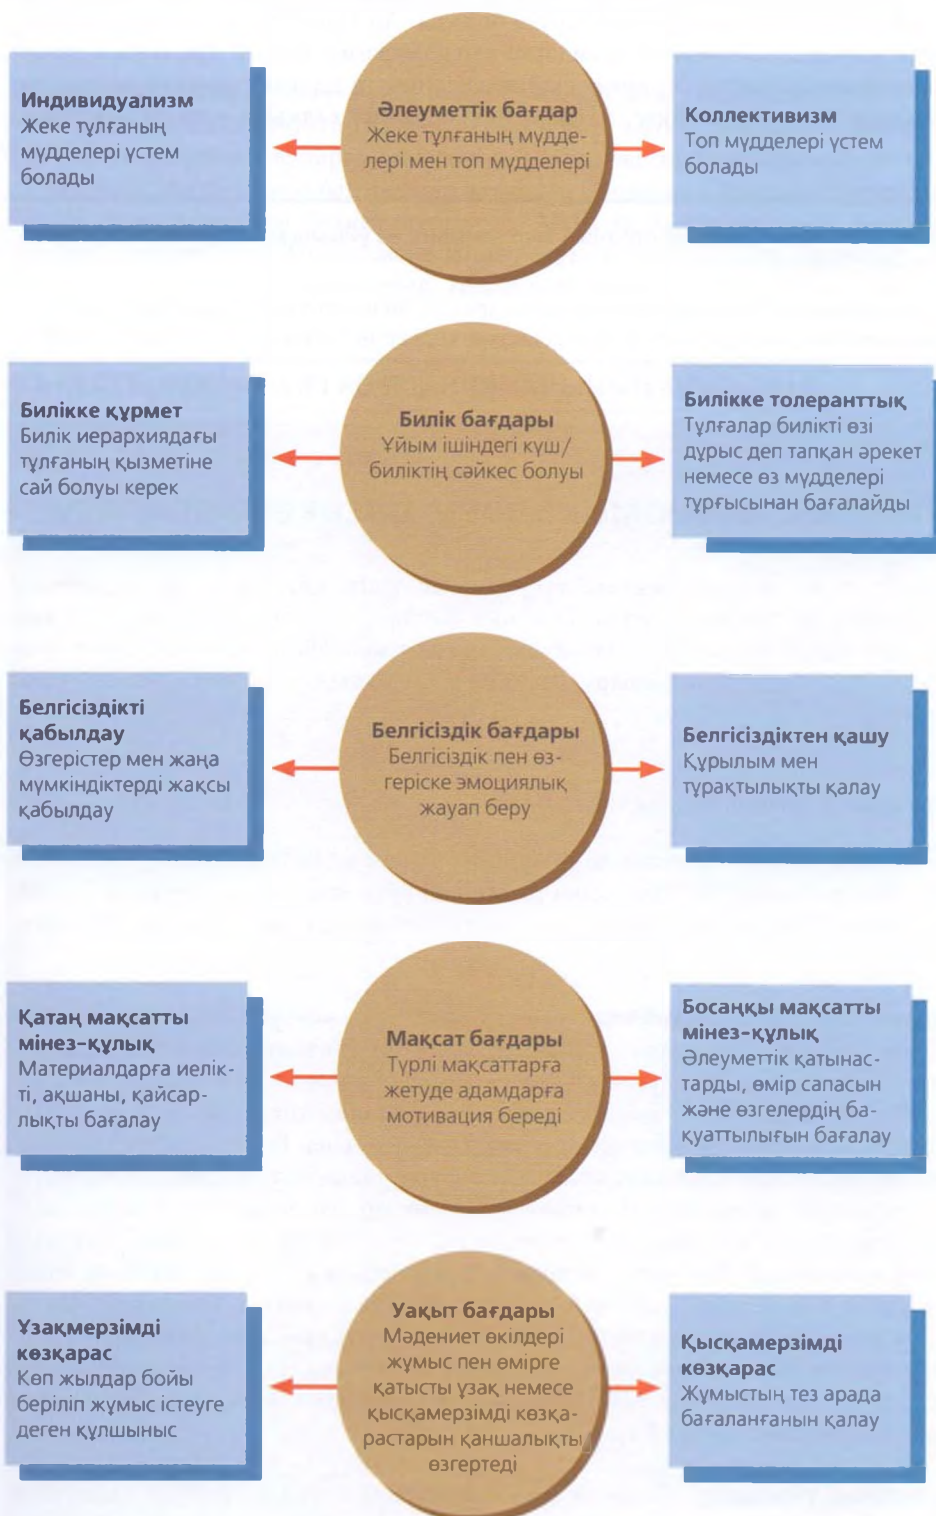 Индивидуализм
Жеке тұлғаның
мүдделері үстем
болады
Әлеуметтік бағдар
Жеке тұлғаның мүдде-
лері мен топ мүдделері
Коллективизм
Топ мүдделері үстем
болады
Билікке құрмет
Билік иерархиядағы
тұлғаның қызметіне
сай болуы керек
Билік бағдары
Ұйым ішіндегі күш/
биліктің сәйкес болуы
Билікке толеранттық
Тұлғалар билікті өзі
дұрыс деп тапқан әрекет
немесе өз мүдделері
тұрғысынан бағалайды
Белгісіздікті
қабылдау
Өзгерістер мен жаңа
мүмкіндіктерді жақсы
қабылдау
Белгісіздік бағдары
Белгісіздік пен өз-
геріске эмоциялық
жауап беру
Белгісіздіктен қашу
Құрылым мен
тұрақтылықты қалау
Қатаң мақсатты
мінез-құлық
Материалдарға иелік-
ті, ақшаны, қайсар-
лықты бағалау
Мақсат бағдары
Түрлі мақсаттарға
жетуде адамдарға
мотивация береді
Босаңқы мақсатты
мінез-құлық
Әлеуметтік қатынас-
тарды, өмір сапасын
және өзгелердің ба-
қуаттылығын бағалау
Ұзақмерзімді
көзқарас
Көп жылдар бойы
беріліп жұмыс істеуге
деген құлшыныс
Уақыт бағдары
Мәдениет өкілдері
жұмыс пен өмірге
қатысты ұзақ немесе
қысқамерзімді көзқа-
растарын қаншалықты
өзгертеді
Қысқамерзімді
көзқарас
Жұмыстың тез арада
бағаланғанын қалау